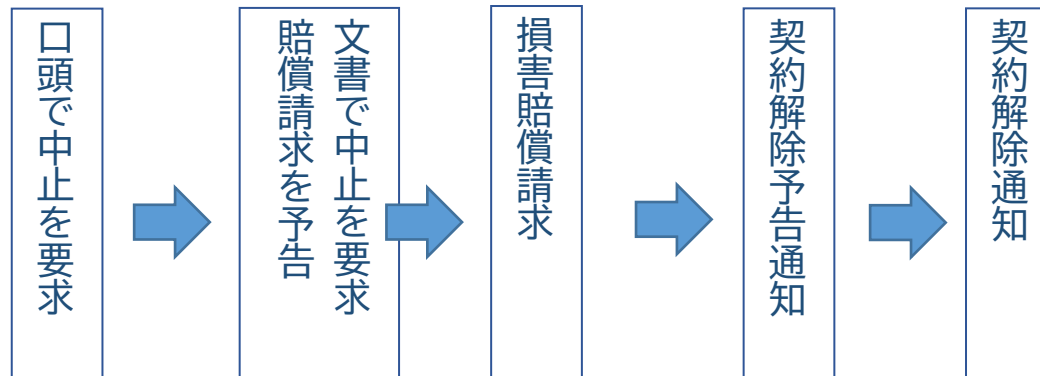 口頭で中止を要求
文書で中止を要求
賠償請求を予告
損害賠償請求
契約解除予告通知
契約解除通知